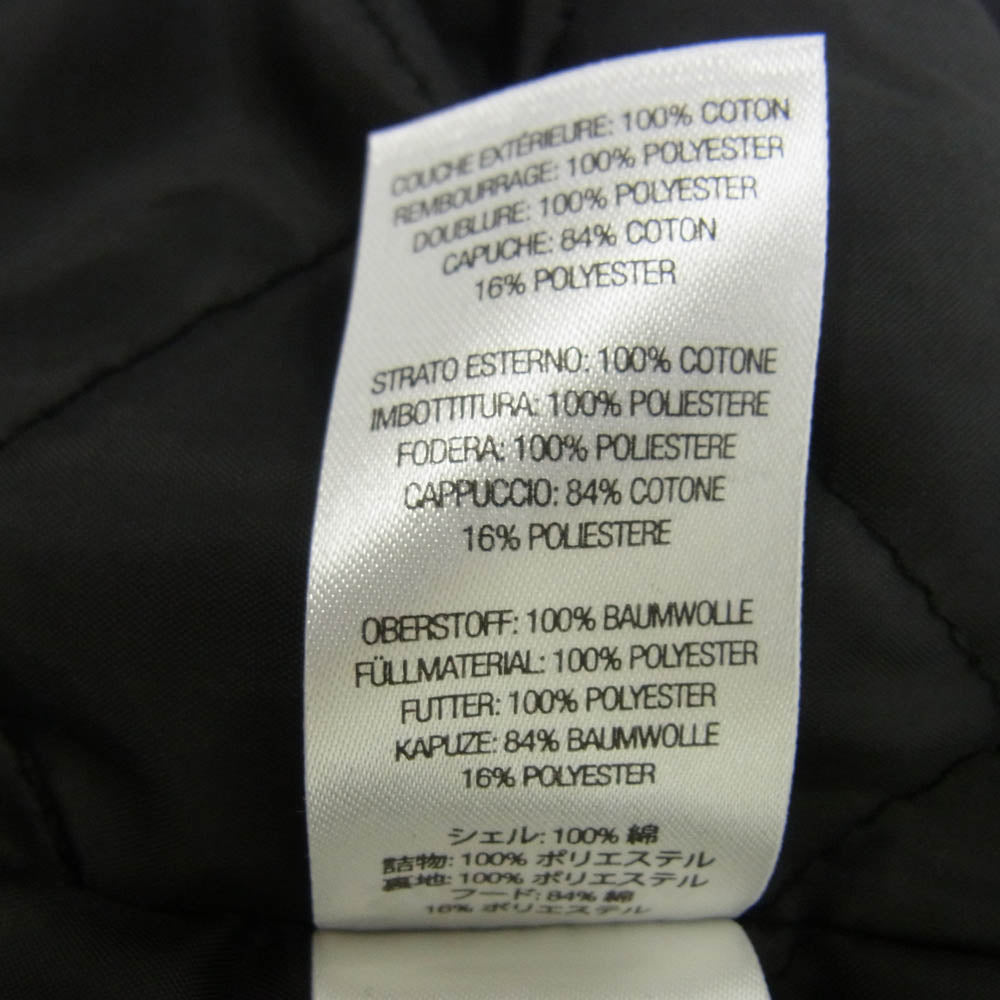 COUCHE EXTÉRIEURE: 100% COTON
REMBOURRAGE: 100% POLYESTER
DOUBLURE: 100% POLYESTER
CAPUCHE: 84% COTON
16% POLYESTER
STRATO ESTERNO: 100% COTONE
IMBOTTITURA: 100% POLIESTERE
FODERA: 100% POLIESTERE
CAPPUCCIO: 84% COTONE
16% POLIESTERE
OBERSTOFF: 100% BAUMWOLLE
FÜLLMATERIAL: 100% POLYESTER
FUTTER: 100% POLYESTER
KAPUZE: 84% BAUMWOLLE
16% POLYESTER
シェル: 100% 綿
詰物: 100% ポリエステル
裏地: 100% ポリエステル
フード: 84% 綿
16% ポリエステル